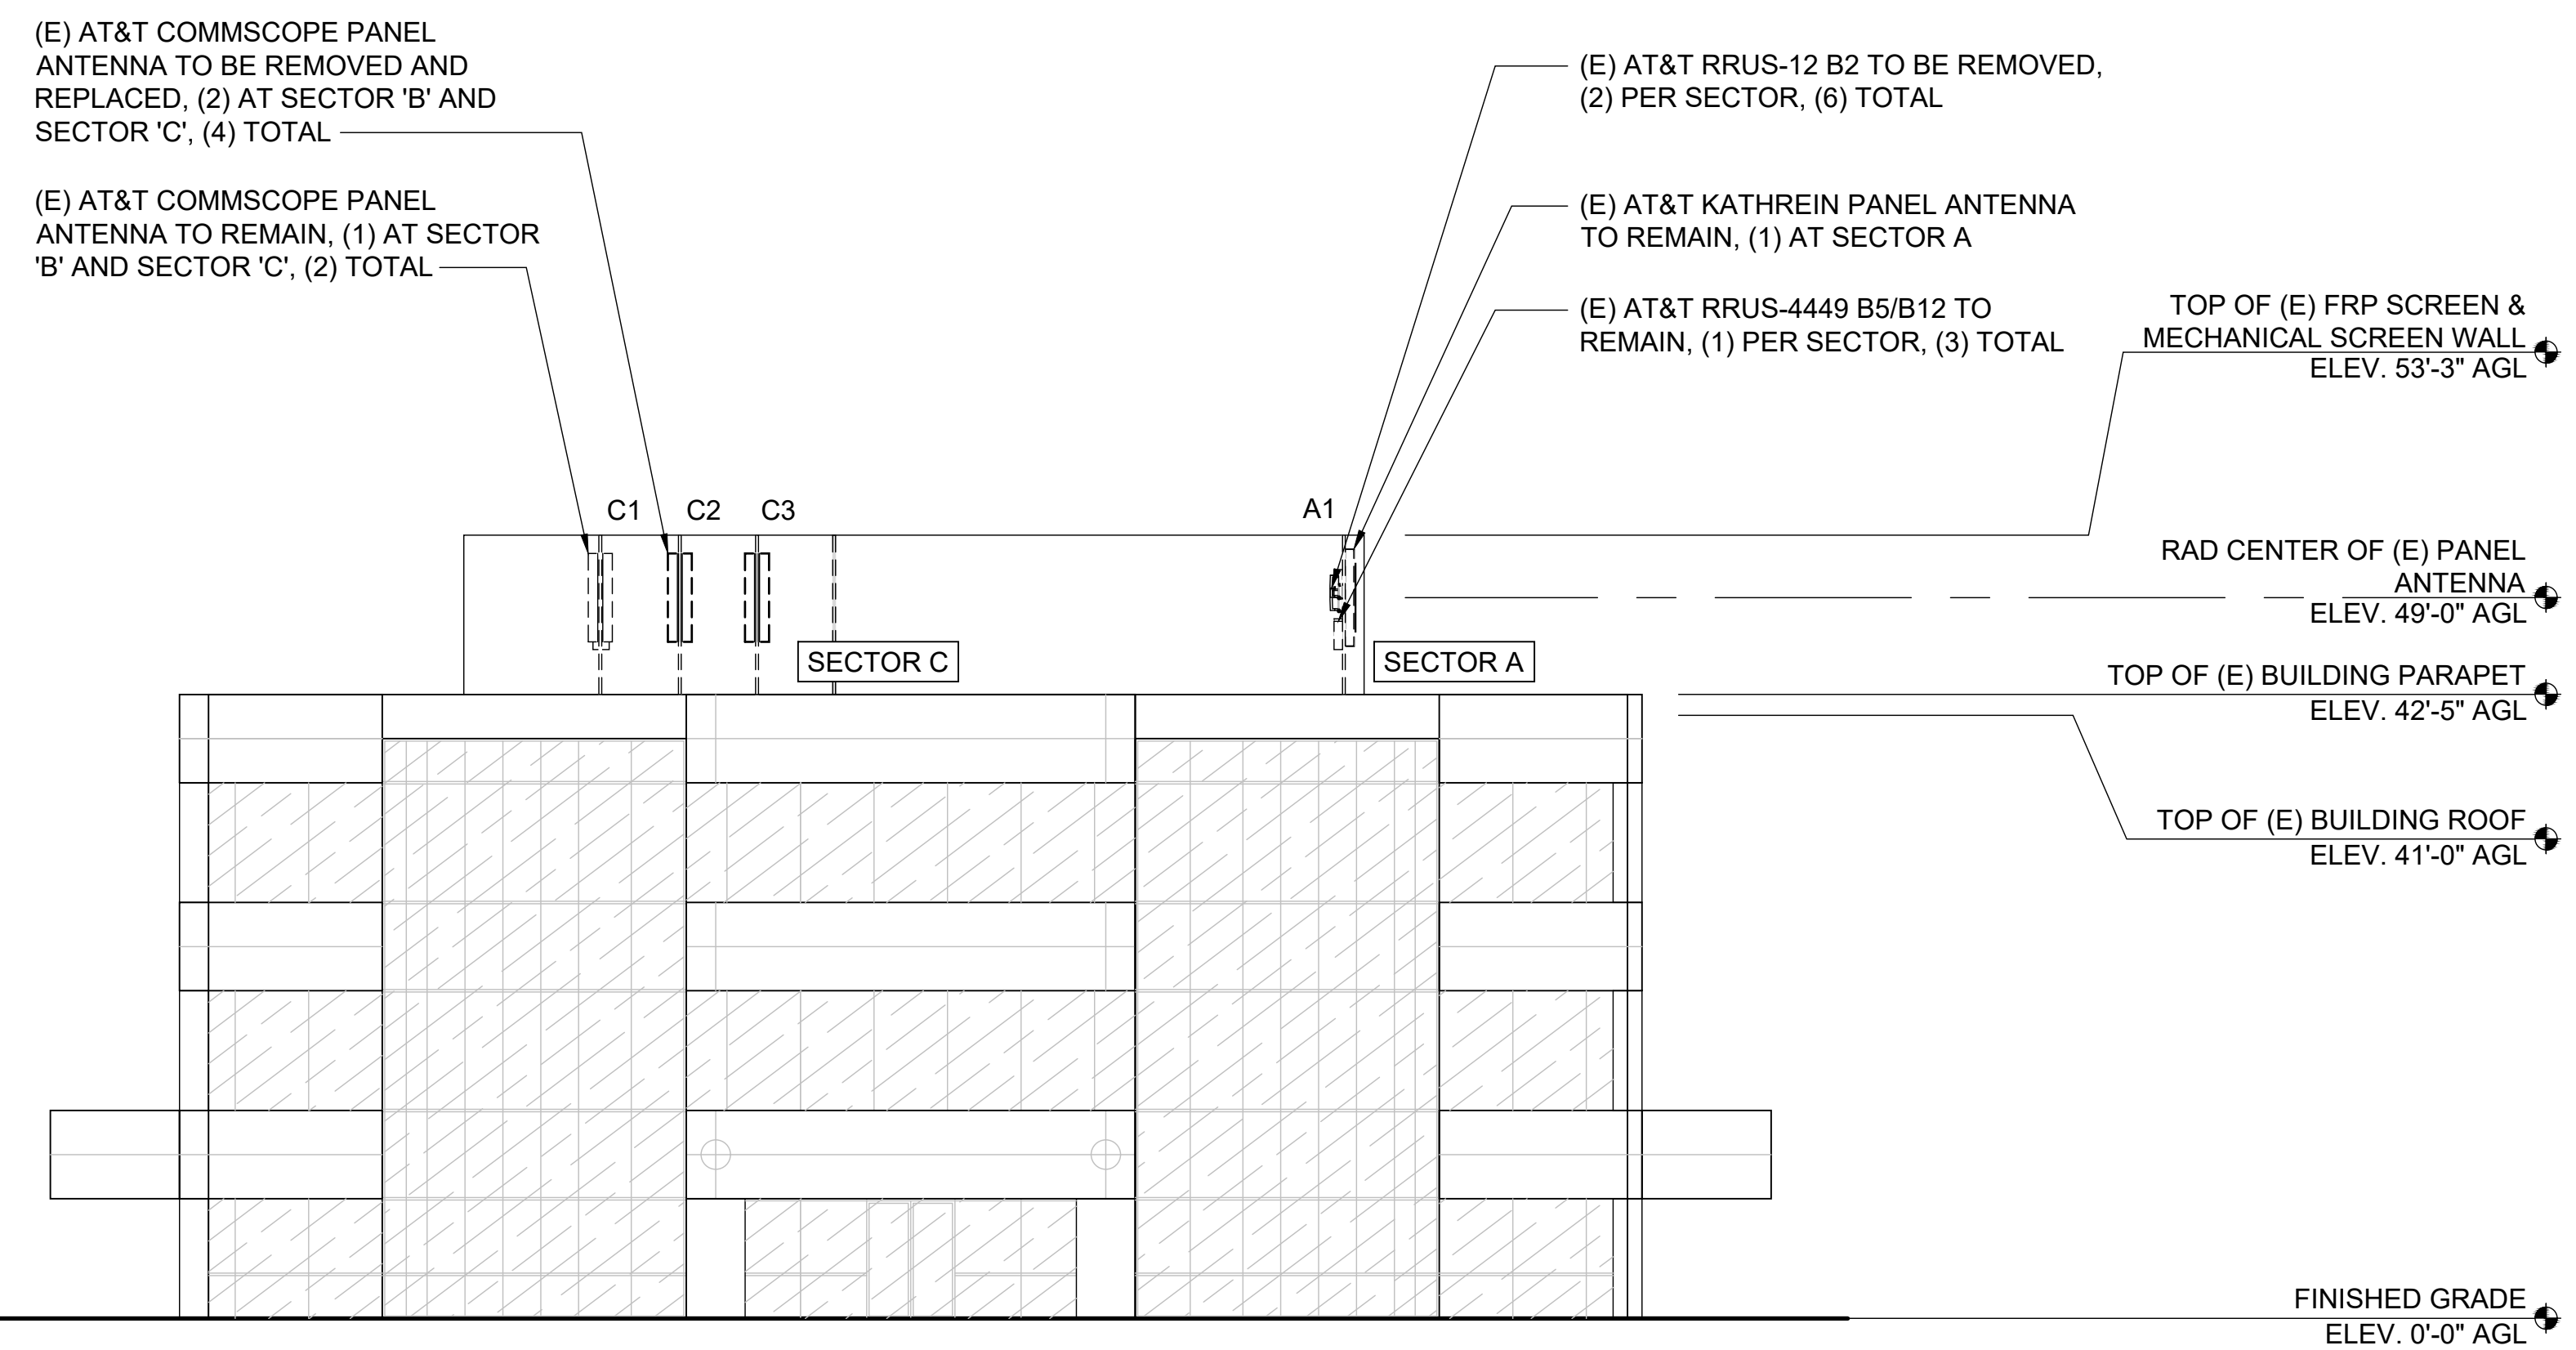 (E) AT&T COMMSCOPE PANEL
ANTENNA TO BE REMOVED AND
REPLACED, (2) AT SECTOR 'B' AND
SECTOR 'C', (4) TOTAL
(E) AT&T COMMSCOPE PANEL
ANTENNA TO REMAIN, (1) AT SECTOR
'B' AND SECTOR 'C', (2) TOTAL
(E) AT&T RRUS-12 B2 TO BE REMOVED,
(2) PER SECTOR, (6) TOTAL
(E) AT&T KATHREIN PANEL ANTENNA
TO REMAIN, (1) AT SECTOR A
(E) AT&T RRUS-4449 B5/B12 TO
REMAIN, (1) PER SECTOR, (3) TOTAL
TOP OF (E) FRP SCREEN &
MECHANICAL SCREEN WALL
ELEV. 53'-3" AGL
C1
C2
C3
A1
RAD CENTER OF (E) PANEL
ANTENNA
ELEV. 49'-0" AGL
SECTOR C
SECTOR A
TOP OF (E) BUILDING PARAPET
ELEV. 42'-5" AGL
TOP OF (E) BUILDING ROOF
ELEV. 41'-0" AGL
FINISHED GRADE
ELEV. 0'-0" AGL